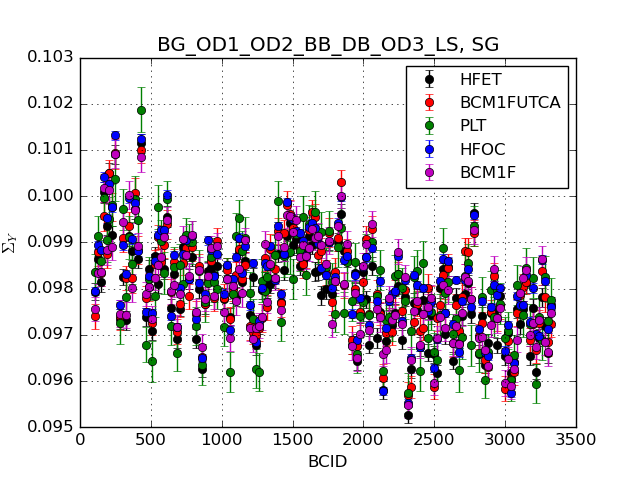 BG_OD1_OD2_BB_DB_OD3_LS, SG
0.103
0.102
0.101
0.100
0.099
0.098
0.097
0.096
0.095
Σ_Y
HFET
BCM1FUTCA
PLT
HFOC
BCM1F
0 500 1000 1500 2000 2500 3000 3500
BCID